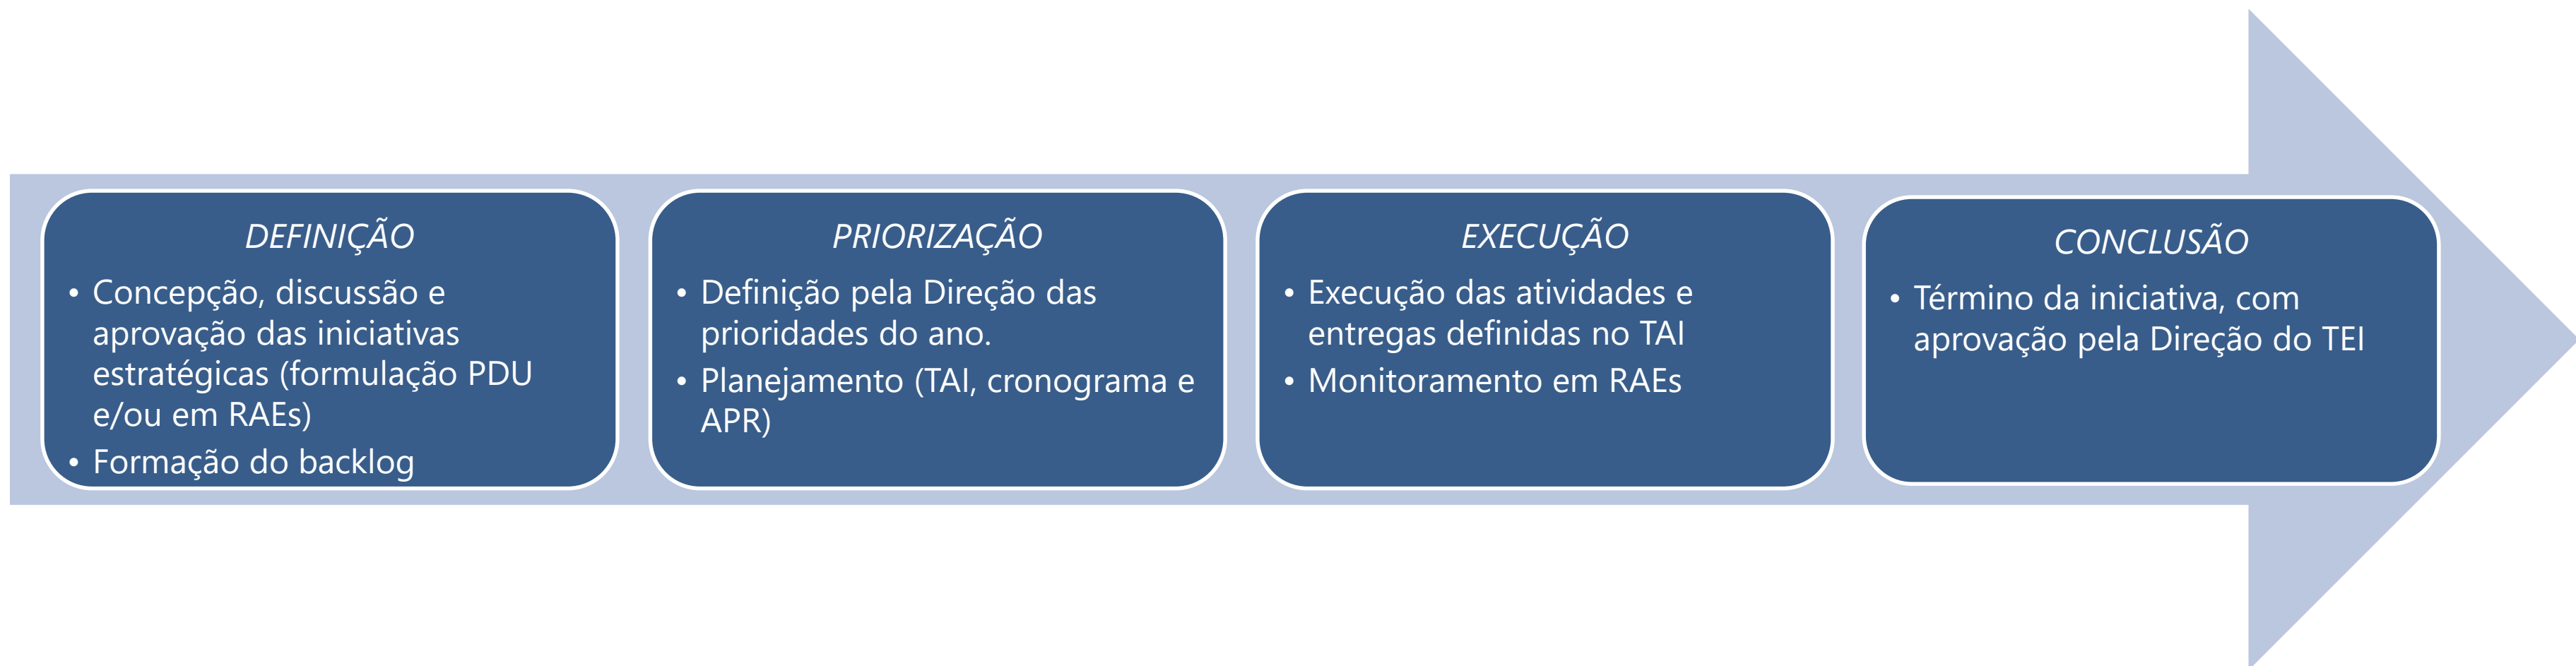 DEFINIÇÃO
• Concepção, discussão e
aprovação das iniciativas
estratégicas (formulação PDU
e/ou em RAEs)
• Formação do backlog
PRIORIZAÇÃO
• Definição pela Direção das
prioridades do ano.
• Planejamento (TAI, cronograma e
APR)
EXECUÇÃO
• Execução das atividades e
entregas definidas no TAI
• Monitoramento em RAEs
CONCLUSÃO
• Término da iniciativa, com
aprovação pela Direção do TEI